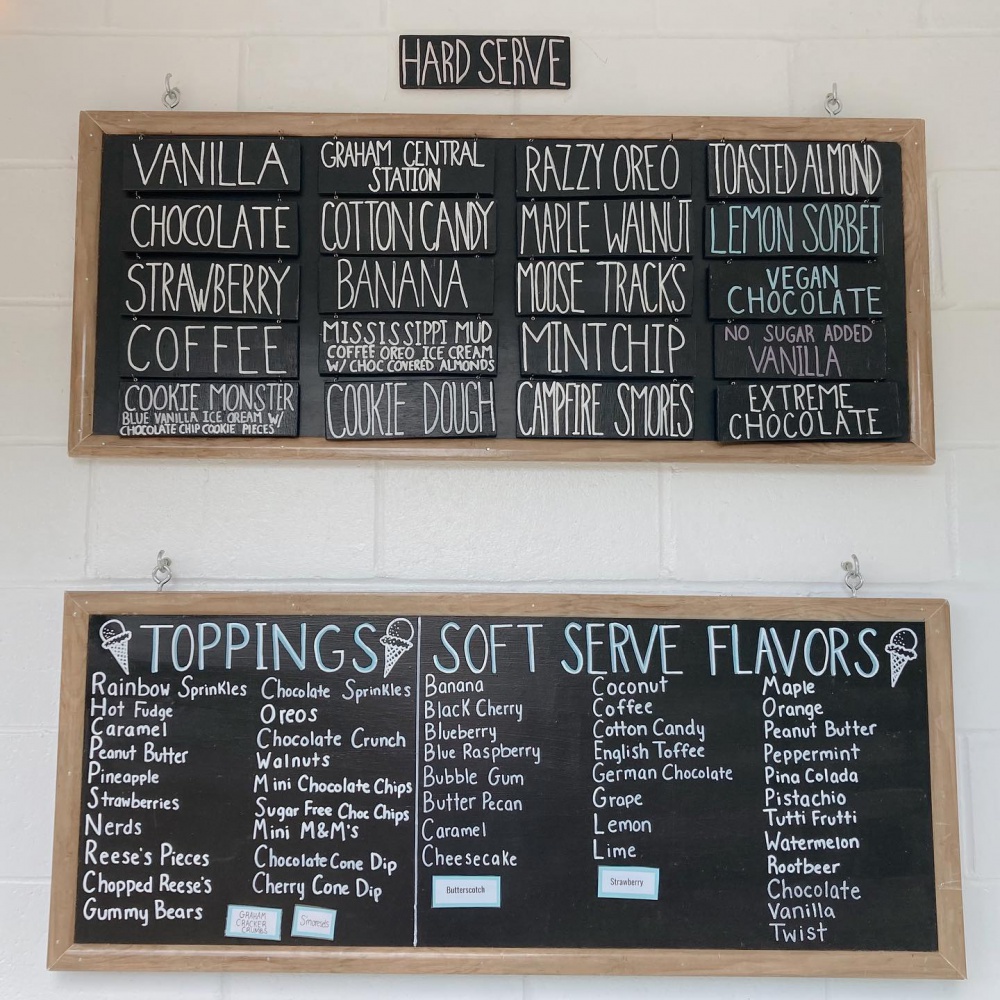 HARD SERVE
VANILLA
CHOCOLATE
STRAWBERRY
COFFEE
COOKIE MONSTER
BLUE VANILLA ICE CREAM W/
CHOCOLATE CHIP COOKIE PIECES
GRAHAM CENTRAL
STATION
COTTON CANDY
BANANA
MISSISSIPPI MUD
COFFEE OREO ICE CREAM
W/ CHOC COVERED ALMONDS
COOKIE DOUGH
RAZZY OREO
MAPLE WALNUT
MOOSE TRACKS
MINT CHIP
CAMPFIRE SMORES
TOASTED ALMOND
LEMON SORBET
VEGAN
CHOCOLATE
NO SUGAR ADDED
VANILLA
EXTREME
CHOCOLATE
TOPPINGS
Rainbow Sprinkles
Hot Fudge
Caramel
Peanut Butter
Pineapple
Strawberries
Nerds
Reese's Pieces
Chopped Reese's
Gummy Bears
Chocolate Sprinkles
Oreos
Chocolate Crunch
Walnuts
Mini Chocolate Chips
Sugar Free Choc Chips
Mini M&M's
Chocolate Cone Dip
Cherry Cone Dip
GRAHAM
CRACKER
CRUMBS
SOFT SERVE FLAVORS
Banana
Black Cherry
Blueberry
Blue Raspberry
Bubble Gum
Butter Pecan
Caramel
Cheesecake
Butterscotch
Coconut
Coffee
Cotton Candy
English Toffee
German Chocolate
Grape
Lemon
Lime
Strawberry
Maple
Orange
Peanut Butter
Peppermint
Pina Colada
Pistachio
Tutti Frutti
Watermelon
Rootbeer
Chocolate
Vanilla
Twist